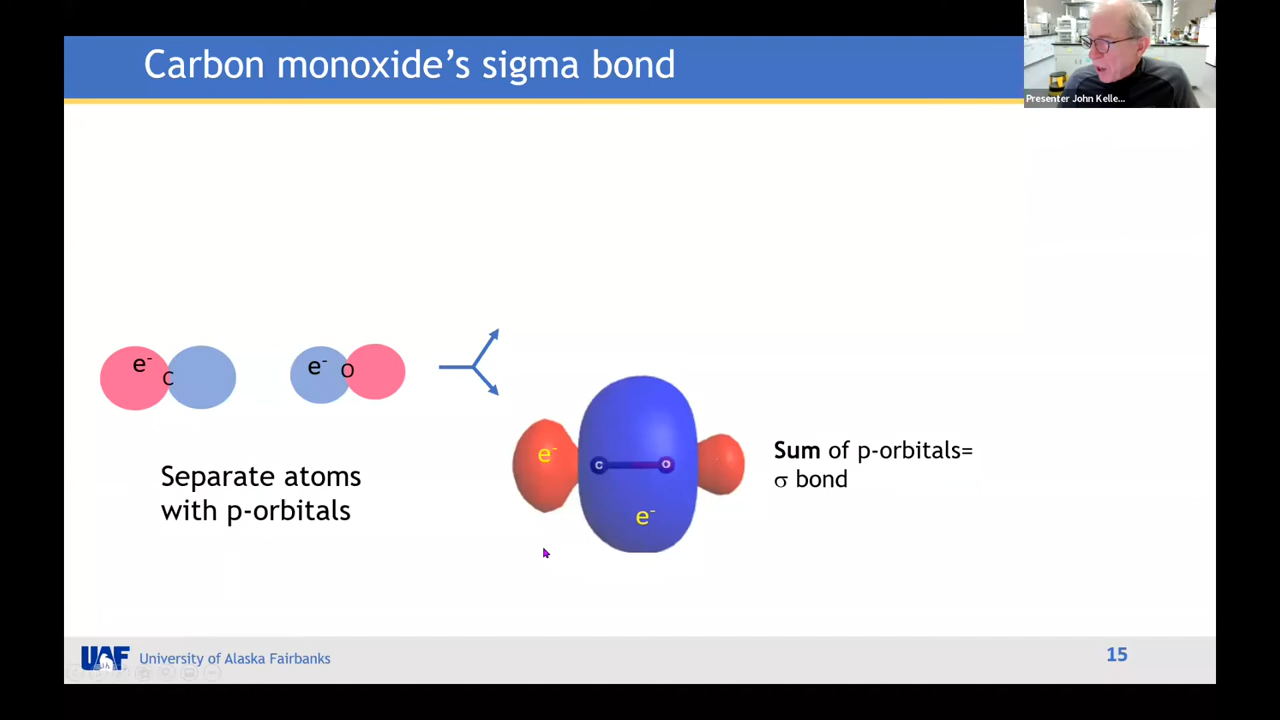 Carbon monoxide’s sigma bond
Presenter John Kelle...
e-
C
e-
O
Separate atoms
with p-orbitals
e-
C
O
e-
Sum of p-orbitals=
σ bond
UAF
University of Alaska Fairbanks
15